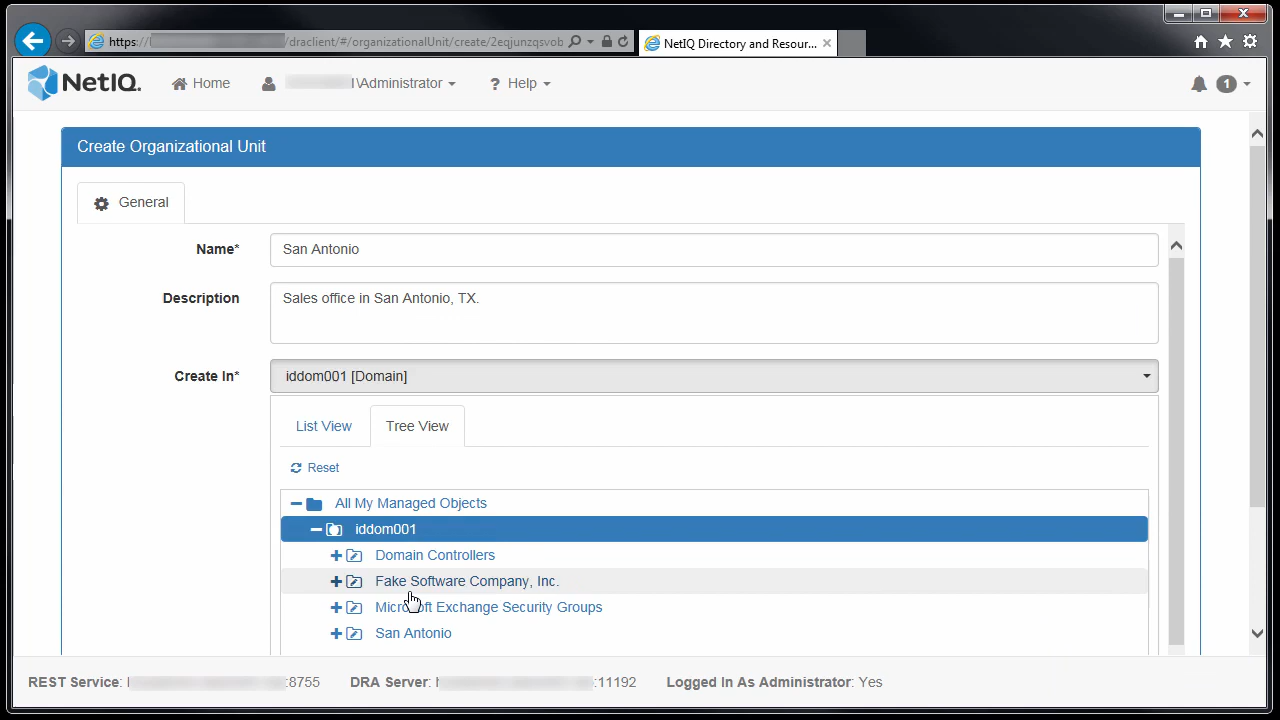 https:
/draclient/#/organizationalUnit/create/2eqjunzqsvob
NetIQ Directory and Resour...
NetIQ.
Home
\Administrator
Help
1
Create Organizational Unit
General
Name*
San Antonio
Description
Sales office in San Antonio, TX.
Create In*
iddom001 [Domain]
List View
Tree View
Reset
All My Managed Objects
iddom001
Domain Controllers
Fake Software Company, Inc.
Microsoft Exchange Security Groups
San Antonio
REST Service: :8755
DRA Server: :11192
Logged In As Administrator: Yes